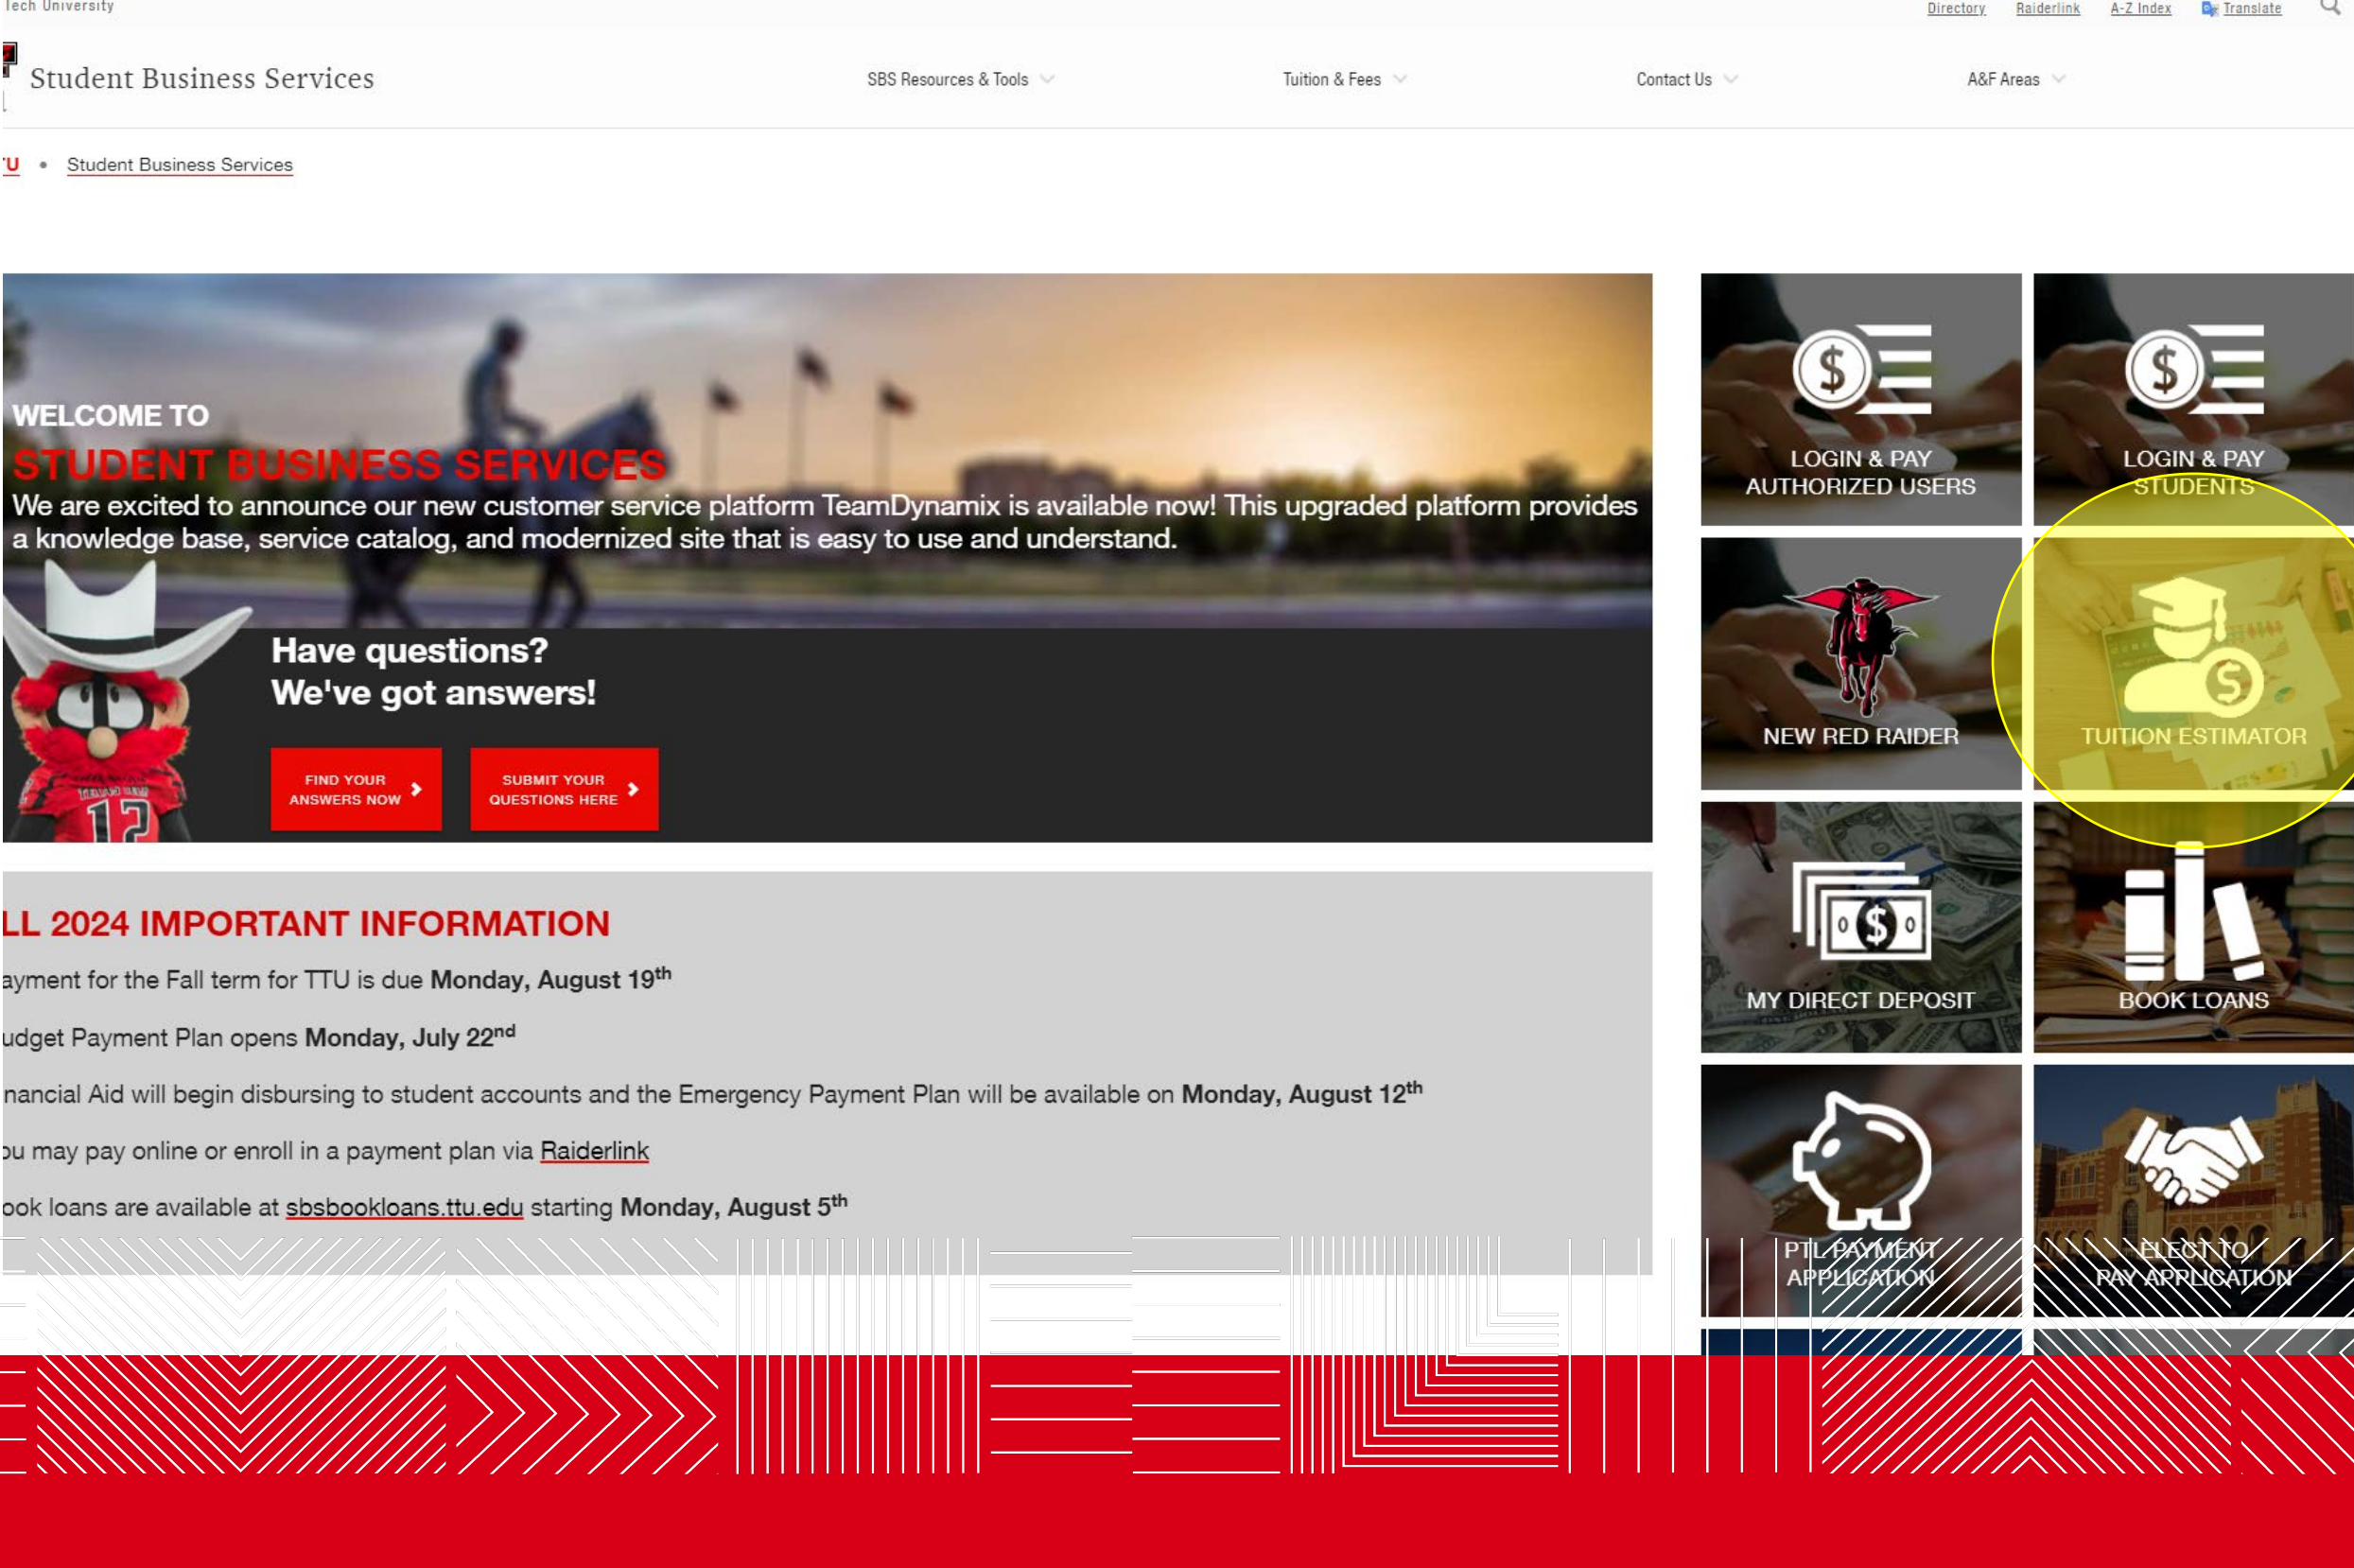 Tech University
Directory Raiderlink A-Z Index Translate
Student Business Services
SBS Resources & Tools Tuition & Fees Contact Us A&F Areas
'U • Student Business Services
WELCOME TO
STUDENT BUSINESS SERVICES
We are excited to announce our new customer service platform TeamDynamix is available now! This upgraded platform provides
a knowledge base, service catalog, and modernized site that is easy to use and understand.
Have questions?
We've got answers!
FIND YOUR
ANSWERS NOW
SUBMIT YOUR
QUESTIONS HERE
TEXAS TECH
12
LL 2024 IMPORTANT INFORMATION
ayment for the Fall term for TTU is due Monday, August 19th
udget Payment Plan opens Monday, July 22nd
nancial Aid will begin disbursing to student accounts and the Emergency Payment Plan will be available on Monday, August 12th
ou may pay online or enroll in a payment plan via Raiderlink
ook loans are available at sbsbookloans.ttu.edu starting Monday, August 5th
LOGIN & PAY
AUTHORIZED USERS
LOGIN & PAY
STUDENTS
NEW RED RAIDER
TUITION ESTIMATOR
MY DIRECT DEPOSIT
BOOK LOANS
PTL PAYMENT
APPLICATION
ELECT TO
PAY APPLICATION